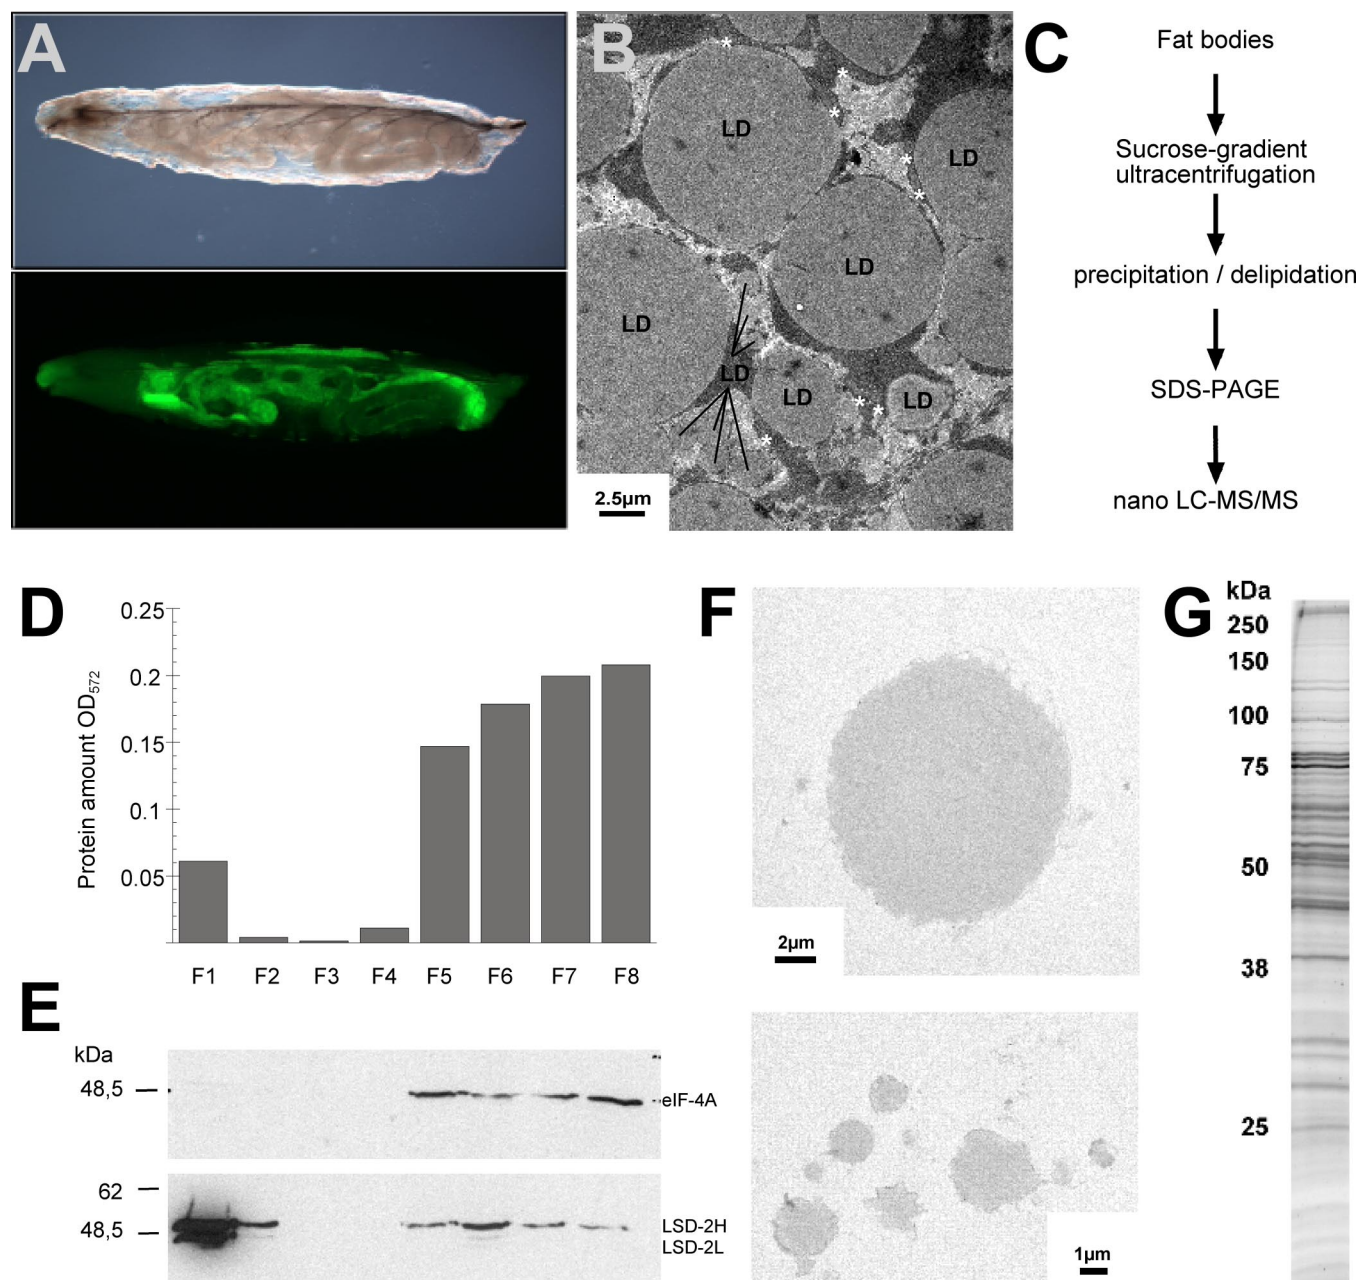 A
B
LD
LD
LD
LD
LD
LD
LD
2.5µm
C
Fat bodies
Sucrose-gradient
ultracentrifugation
precipitation / delipidation
SDS-PAGE
nano LC-MS/MS
D
Protein amount OD572
0.25
0.2
0.15
0.1
0.05
F1 F2 F3 F4 F5 F6 F7 F8
E
kDa
48,5
eIF-4A
62
48,5
LSD-2H
LSD-2L
F
2µm
1µm
G
kDa
250
150
100
75
50
38
25